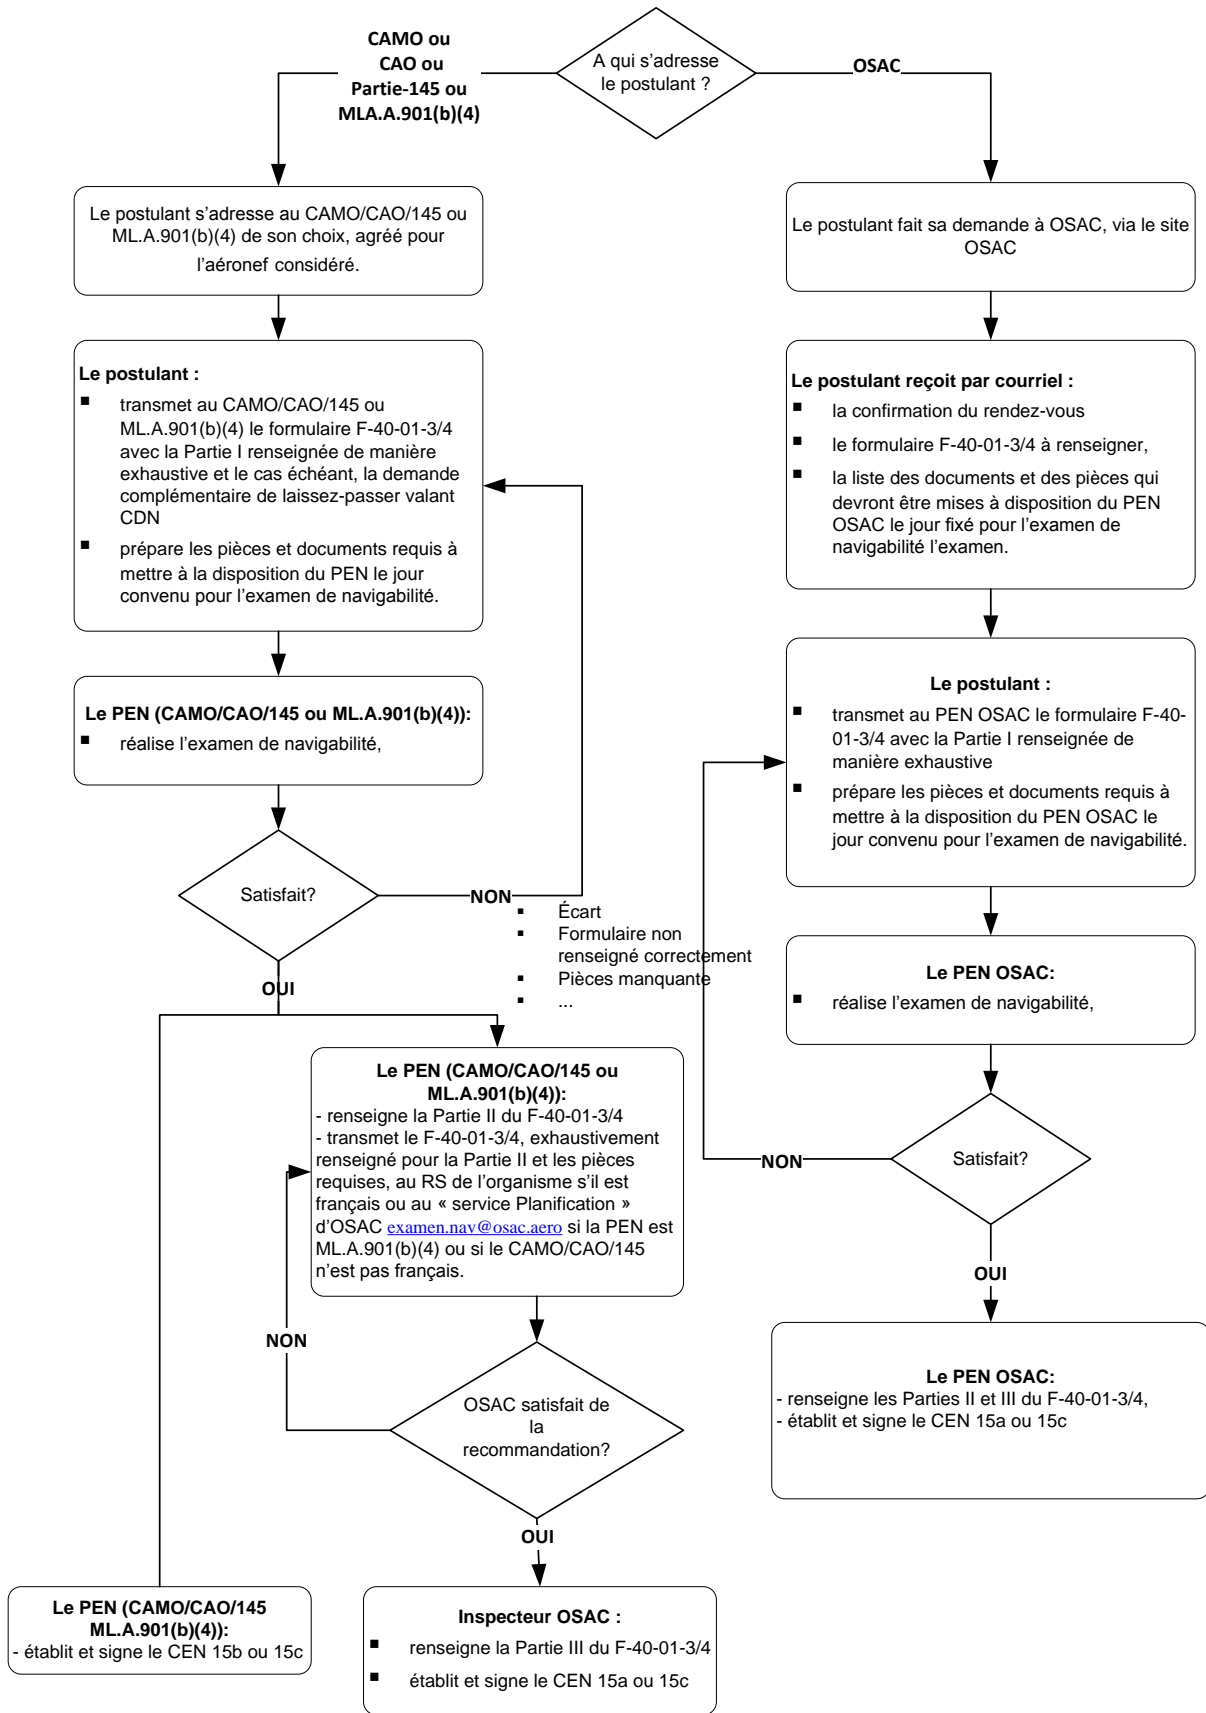 A qui s’adresse
le postulant ?
CAMO ou
CAO ou
Partie-145 ou
MLA.A.901(b)(4)
OSAC
Le postulant s’adresse au CAMO/CAO/145 ou
ML.A.901(b)(4) de son choix, agréé pour
l’aéronef considéré.
Le postulant :
▪ transmet au CAMO/CAO/145 ou
ML.A.901(b)(4) le formulaire F-40-01-3/4
avec la Partie I renseignée de manière
exhaustive et le cas échéant, la demande
complémentaire de laissez-passer valant
CDN
▪ prépare les pièces et documents requis à
mettre à la disposition du PEN le jour
convenu pour l’examen de navigabilité.
Le PEN (CAMO/CAO/145 ou ML.A.901(b)(4)):
▪ réalise l’examen de navigabilité,
Satisfait?
NON
▪ Écart
▪ Formulaire non
renseigné correctement
▪ Pièces manquante
▪ ...
OUI
Le PEN (CAMO/CAO/145 ou
ML.A.901(b)(4)):
- renseigne la Partie II du F-40-01-3/4
- transmet le F-40-01-3/4, exhaustivement
renseigné pour la Partie II et les pièces
requises, au RS de l’organisme s’il est
français ou au « service Planification »
d’OSAC examen.nav@osac.aero si la PEN est
ML.A.901(b)(4) ou si le CAMO/CAO/145
n’est pas français.
NON
OSAC satisfait de
la
recommandation?
OUI
Le PEN (CAMO/CAO/145
ML.A.901(b)(4)):
- établit et signe le CEN 15b ou 15c
Inspecteur OSAC :
▪ renseigne la Partie III du F-40-01-3/4
▪ établit et signe le CEN 15a ou 15c
Le postulant fait sa demande à OSAC, via le site
OSAC
Le postulant reçoit par courriel :
▪ la confirmation du rendez-vous
▪ le formulaire F-40-01-3/4 à renseigner,
▪ la liste des documents et des pièces qui
devront être mises à disposition du PEN
OSAC le jour fixé pour l’examen de
navigabilité l’examen.
Le postulant :
▪ transmet au PEN OSAC le formulaire F-40-
01-3/4 avec la Partie I renseignée de
manière exhaustive
▪ prépare les pièces et documents requis à
mettre à la disposition du PEN OSAC le
jour convenu pour l’examen de navigabilité.
Le PEN OSAC:
▪ réalise l’examen de navigabilité,
Satisfait?
NON
OUI
Le PEN OSAC:
- renseigne les Parties II et III du F-40-01-3/4,
- établit et signe le CEN 15a ou 15c